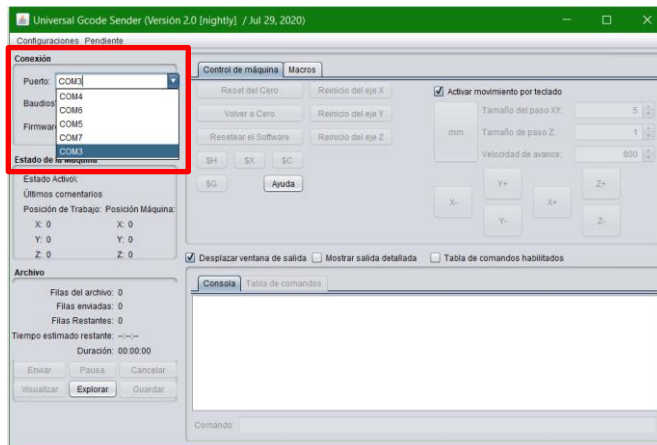 Universal Gcode Sender (Versión 2.0 [nightly] / Jul 29, 2020)
Configuraciones Pendiente
Conexión
Puerto: COM3
COM4
COM6
COM5
COM7
COM3
Baudios
Firmware
Estado de la Máquina
Estado Activo\:
Últimos comentarios
Posición de Trabajo: Posición Máquina:
X: 0 X: 0
Y: 0 Y: 0
Z: 0 Z: 0
Archivo
Filas del archivo: 0
Filas enviadas: 0
Filas Restantes: 0
Tiempo estimado restante: --:--:--
Duración: 00:00:00
Enviar Pausa Cancelar
Visualizar Explorar Guardar
Control de máquina Macros
Reset del Cero Reinicio del eje X
Volver a Cero Reinicio del eje Y
Resetear el Software Reinicio del eje Z
$H $X $C
$G Ayuda
Activar movimiento por teclado
mm
Tamaño del paso XY: 5
Tamaño de paso Z: 1
Velocidad de avance: 800
X- Y+ X+ Z+
Y- Z-
Desplazar ventana de salida Mostrar salida detallada Tabla de comandos habilitados
Consola Tabla de comandos
Comando: